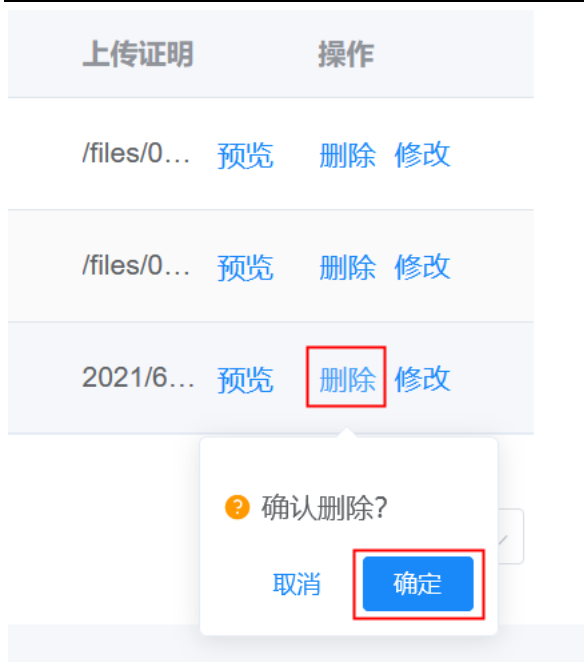 上传证明 操作
/files/0... 预览 删除 修改
/files/0... 预览 删除 修改
2021/6... 预览 删除 修改
? 确认删除?
取消 确定